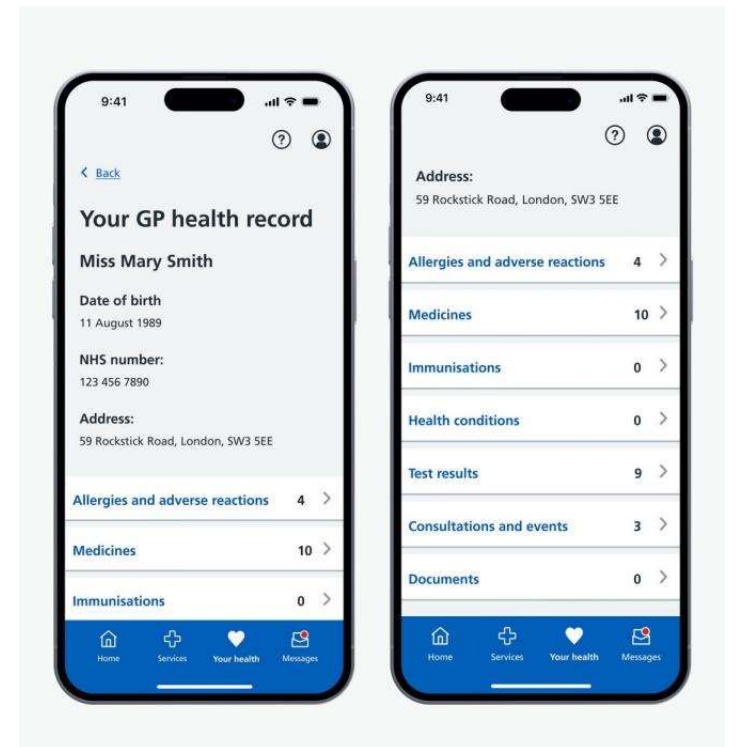 9:41
Back
Your GP health record
Miss Mary Smith
Date of birth
11 August 1989
NHS number:
123 456 7890
Address:
59 Rockstick Road, London, SW3 5EE
Allergies and adverse reactions 4
Medicines 10
Immunisations 0
Home Services Your health Messages
9:41
Address:
59 Rockstick Road, London, SW3 5EE
Allergies and adverse reactions 4
Medicines 10
Immunisations 0
Health conditions 0
Test results 9
Consultations and events 3
Documents 0
Home Services Your health Messages